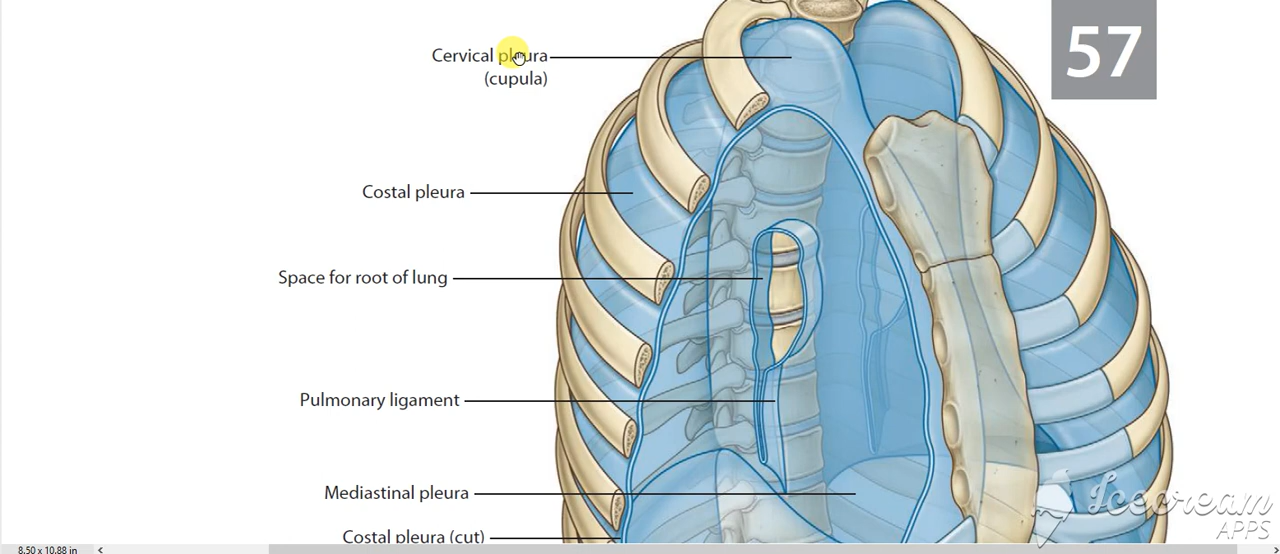 57
Cervical pleura
(cupula)
Costal pleura
Space for root of lung
Pulmonary ligament
Mediastinal pleura
Costal pleura (cut)
Icecream
APPS
8.50 x 10.88 in